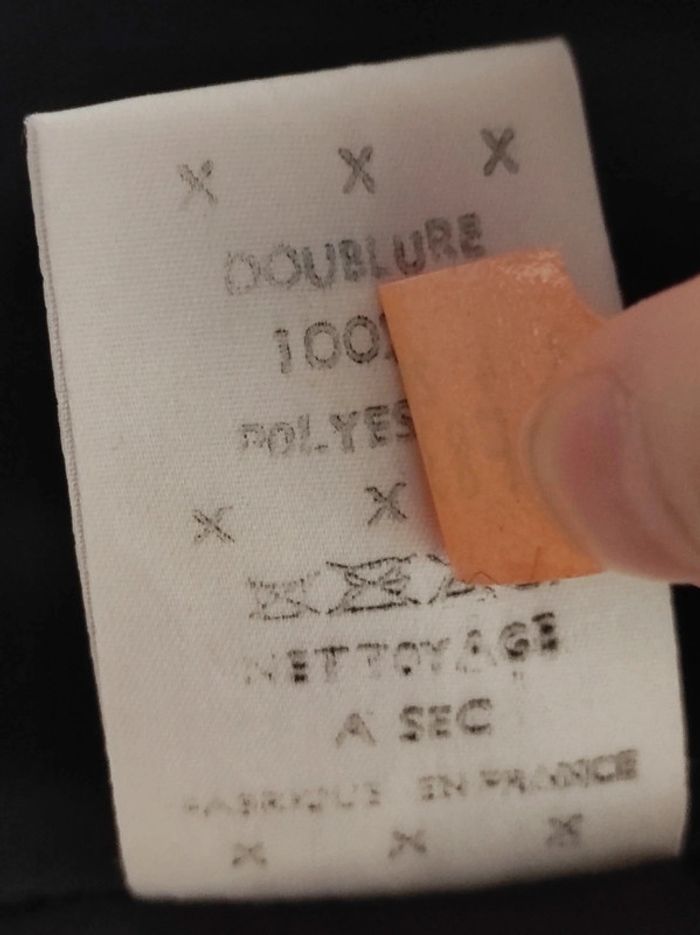 X X X
DOUBLURE
100
POLYES
X X
NETTOYAGE
A SEC
FABRIQUE EN FRANCE
X X X